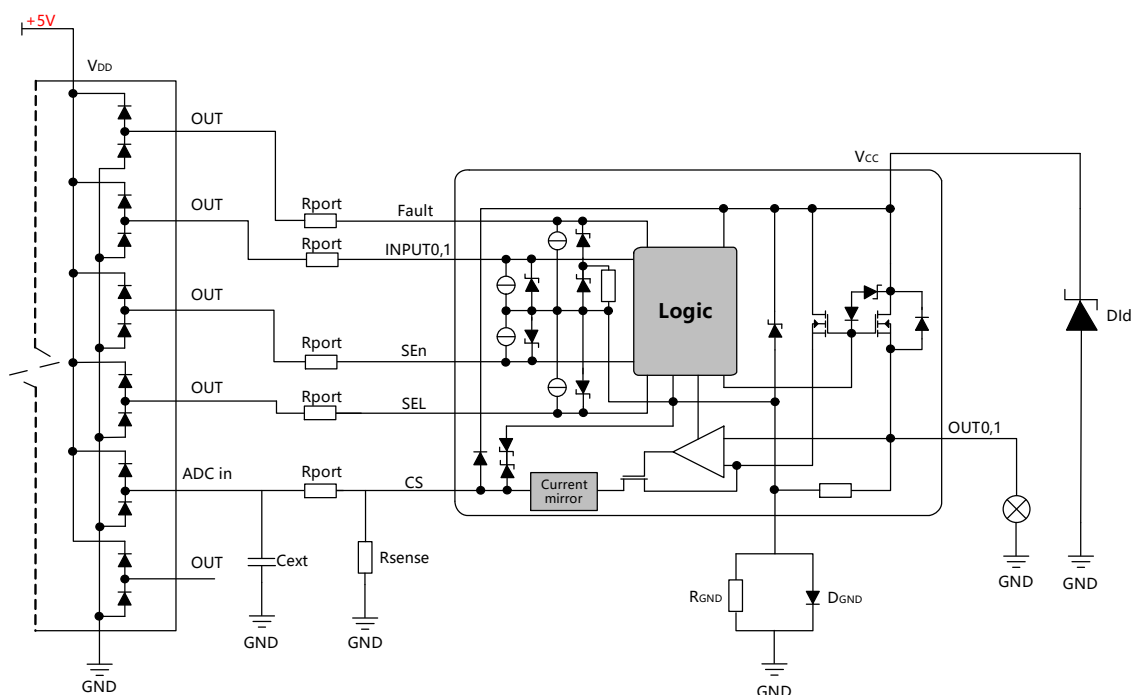 +5V
VDD
OUT
Vcc
Rport
Fault
OUT
Rport
INPUT0,1
Logic
DId
OUT
Rport
SEn
OUT
Rport
SEL
OUT0,1
ADC in
Rport
CS
Current
mirror
OUT
Cext
Rsense
GND
GND
RGND
DGND
GND
GND
GND
GND
GND